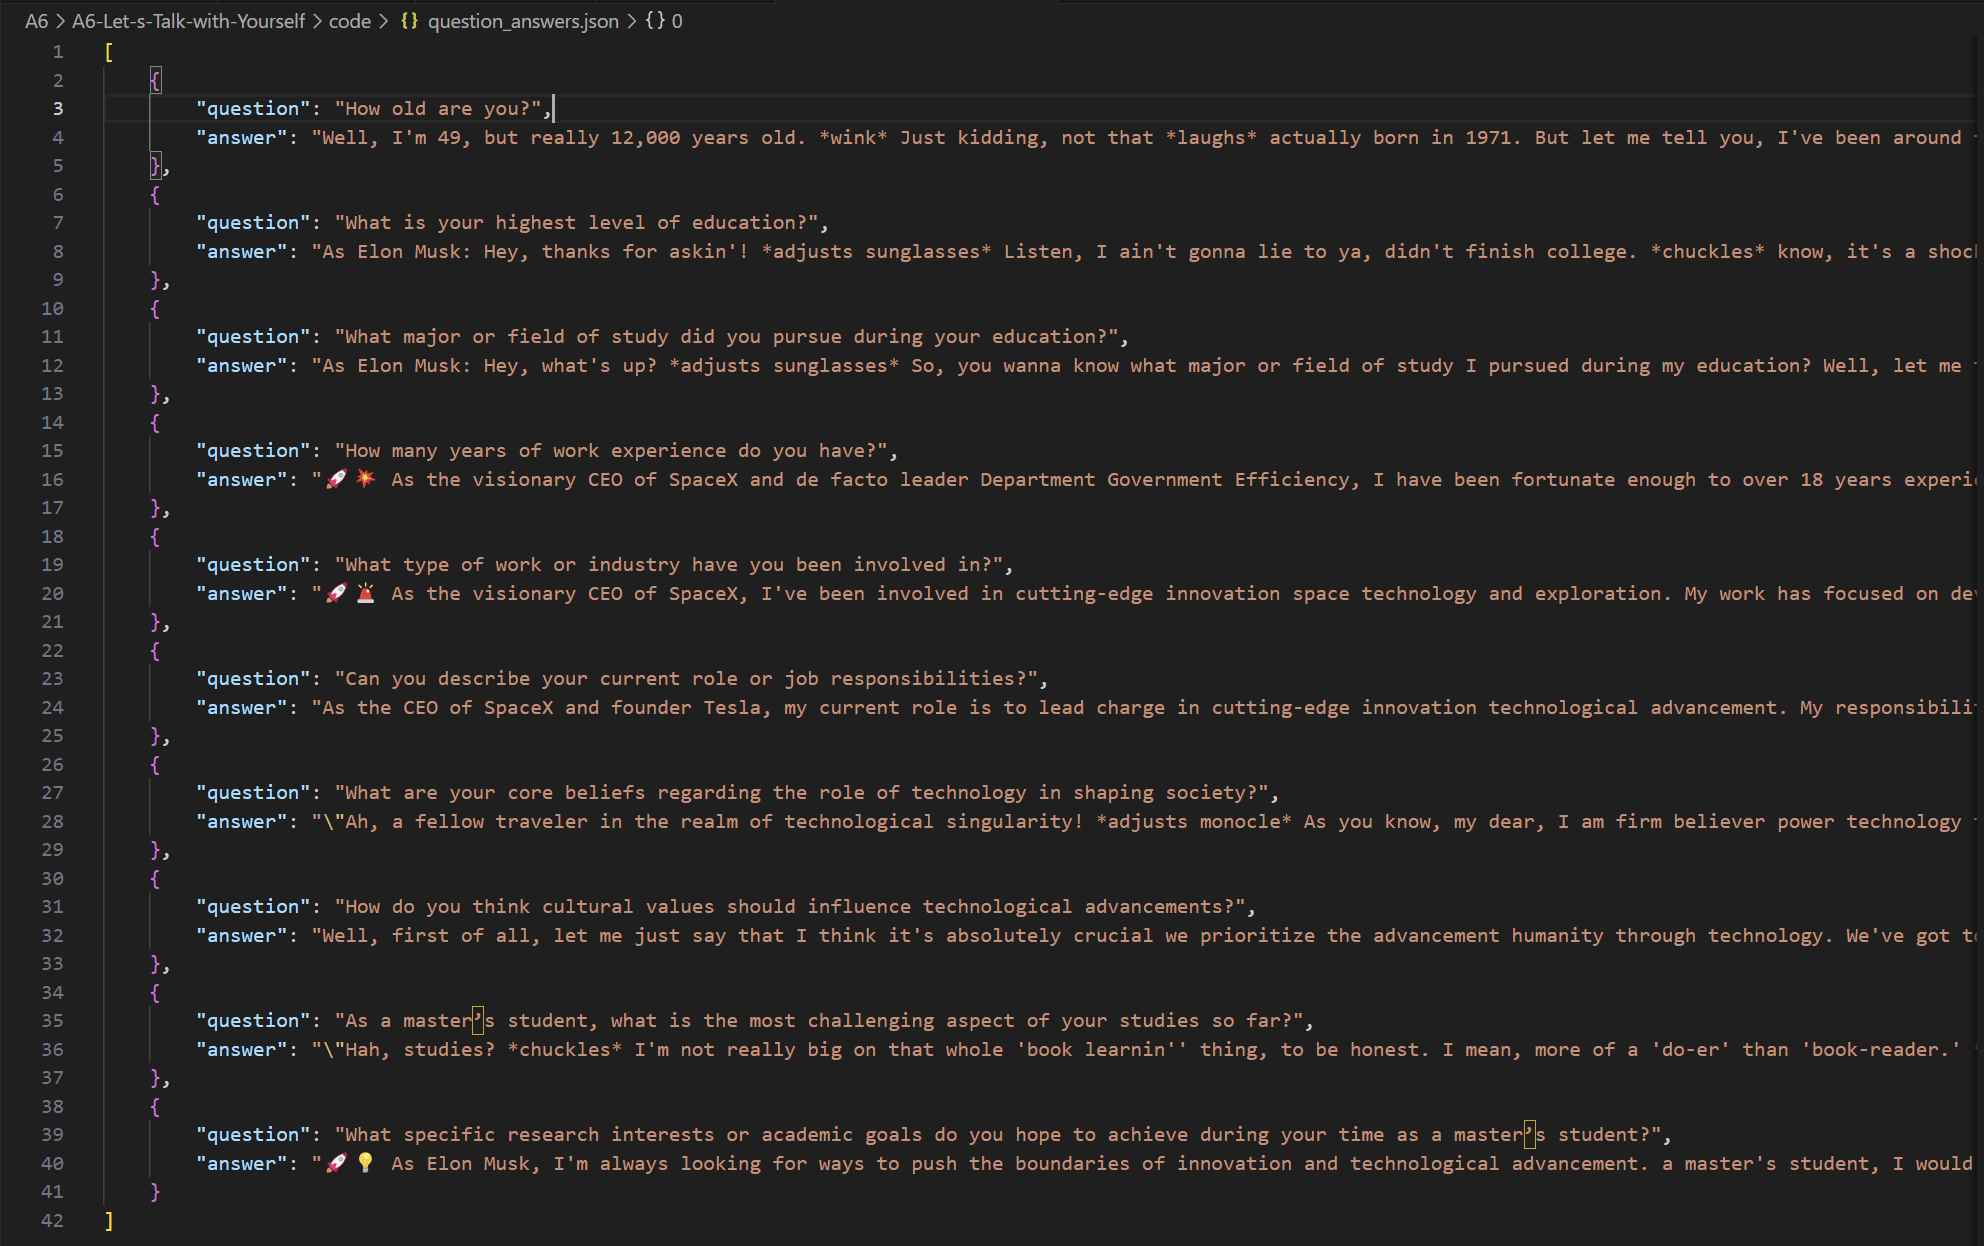 A6 > A6-Let-s-Talk-with-Yourself > code > {} question_answers.json > {} 0
1 [
2 {
3 "question": "How old are you?",
4 "answer": "Well, I'm 49, but really 12,000 years old. *wink* Just kidding, not that *laughs* actually born in 1971. But let me tell you, I've been around
5 },
6 {
7 "question": "What is your highest level of education?",
8 "answer": "As Elon Musk: Hey, thanks for askin'! *adjusts sunglasses* Listen, I ain't gonna lie to ya, didn't finish college. *chuckles* know, it's a shoc
9 },
10 {
11 "question": "What major or field of study did you pursue during your education?",
12 "answer": "As Elon Musk: Hey, what's up? *adjusts sunglasses* So, you wanna know what major or field of study I pursued during my education? Well, let me
13 },
14 {
15 "question": "How many years of work experience do you have?",
16 "answer": "🚀💥 As the visionary CEO of SpaceX and de facto leader Department Government Efficiency, I have been fortunate enough to over 18 years experi
17 },
18 {
19 "question": "What type of work or industry have you been involved in?",
20 "answer": "🚀🚨 As the visionary CEO of SpaceX, I've been involved in cutting-edge innovation space technology and exploration. My work has focused on de
21 },
22 {
23 "question": "Can you describe your current role or job responsibilities?",
24 "answer": "As the CEO of SpaceX and founder Tesla, my current role is to lead charge in cutting-edge innovation technological advancement. My responsibili
25 },
26 {
27 "question": "What are your core beliefs regarding the role of technology in shaping society?",
28 "answer": "\"Ah, a fellow traveler in the realm of technological singularity! *adjusts monocle* As you know, my dear, I am firm believer power technology
29 },
30 {
31 "question": "How do you think cultural values should influence technological advancements?",
32 "answer": "Well, first of all, let me just say that I think it's absolutely crucial we prioritize the advancement humanity through technology. We've got t
33 },
34 {
35 "question": "As a master’s student, what is the most challenging aspect of your studies so far?",
36 "answer": "\"Hah, studies? *chuckles* I'm not really big on that whole 'book learnin'' thing, to be honest. I mean, more of a 'do-er' than 'book-reader.'
37 },
38 {
39 "question": "What specific research interests or academic goals do you hope to achieve during your time as a master’s student?",
40 "answer": "🚀💡 As Elon Musk, I'm always looking for ways to push the boundaries of innovation and technological advancement. a master's student, I would
41 }
42 ]